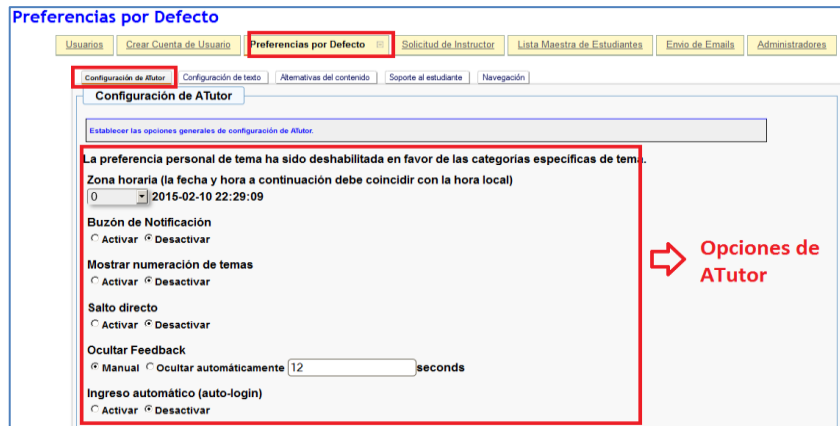 Preferencias por Defecto
Usuarios Crear Cuenta de Usuario Preferencias por Defecto Solicitud de Instructor Lista Maestra de Estudiantes Envio de Emails Administradores
Configuración de ATutor Configuración de texto Alternativas del contenido Soporte al estudiante Navegación
Configuración de ATutor
Establecer las opciones generales de configuración de ATutor.
La preferencia personal de tema ha sido deshabilitada en favor de las categorias específicas de tema.
Zona horaria (la fecha y hora a continuación debe coincidir con la hora local)
0 2015-02-10 22:29:09
Buzón de Notificación
Activar Desactivar
Mostrar numeración de temas
Activar Desactivar
Salto directo
Activar Desactivar
Ocultar Feedback
Manual Ocultar automáticamente 12 seconds
Ingreso automático (auto-login)
Activar Desactivar
Opciones de
ATutor